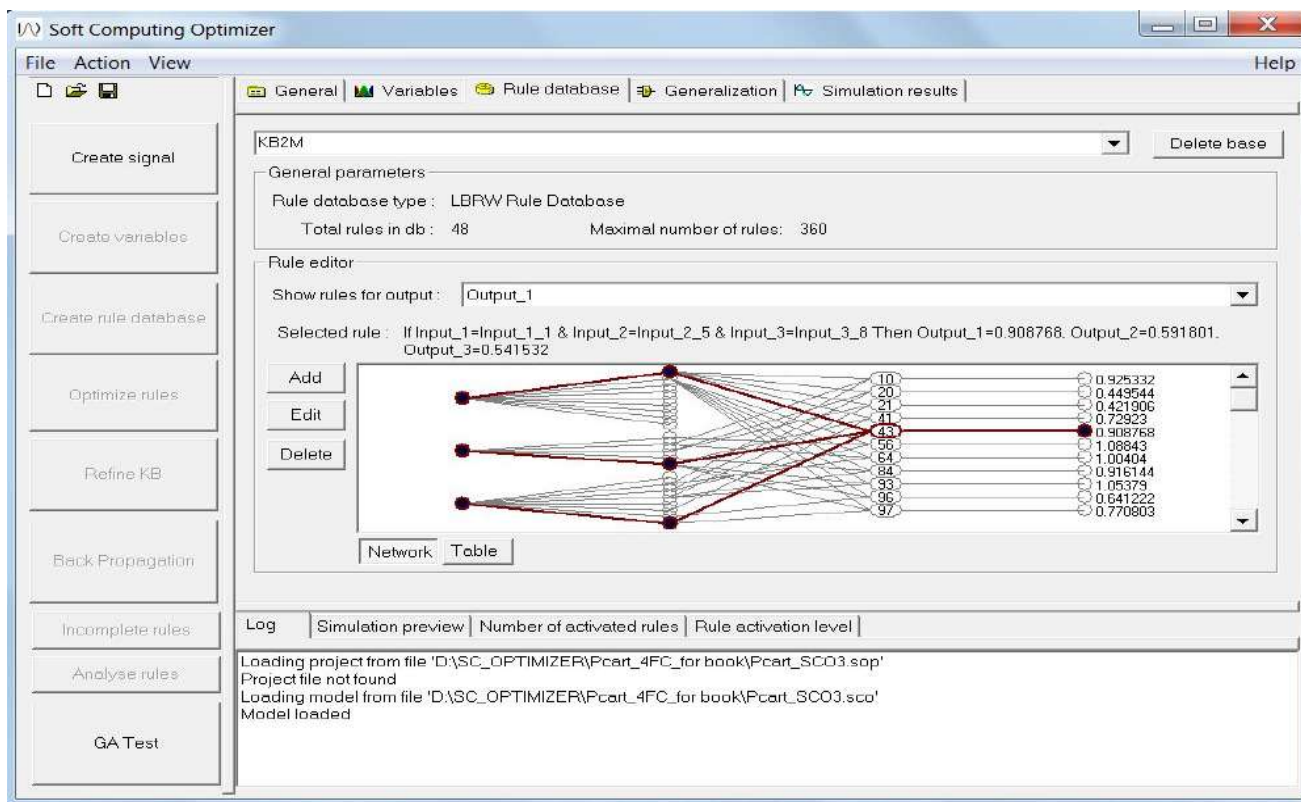 Soft Computing Optimizer
File Action View Help
General Variables Rule database Generalization Simulation results
Create signal
Create variables
Create rule database
Optimize rules
Refine KB
Back Propagation
Incomplete rules
Analyse rules
GA Test
KB2M Delete base
General parameters
Rule database type : LBRW Rule Database
Total rules in db : 48 Maximal number of rules: 360
Rule editor
Show rules for output : Output_1
Selected rule : If Input_1=Input_1_1 & Input_2=Input_2_5 & Input_3=Input_3_8 Then Output_1=0.908768, Output_2=0.591801,
Output_3=0.541532
Add
Edit
Delete
10 0.925332
20 0.449544
21 0.421906
41 0.72923
43 0.908768
56 1.08843
64 1.00404
84 0.916144
93 1.05379
96 0.641222
97 0.770803
Network Table
Log Simulation preview Number of activated rules Rule activation level
Loading project from file 'D:\SC_OPTIMIZER\Pcart_4FC_for book\Pcart_SCO3.sop'
Project file not found
Loading model from file 'D:\SC_OPTIMIZER\Pcart_4FC_for book\Pcart_SCO3.sco'
Model loaded